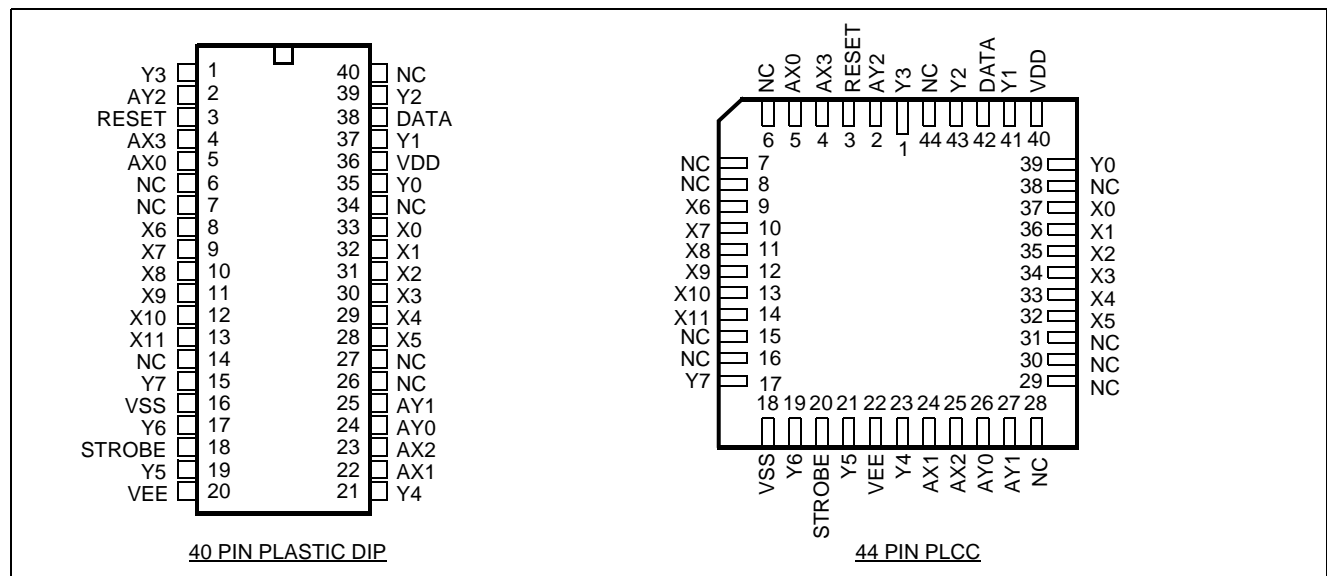 Y3 1 40 NC
AY2 2 39 Y2
RESET 3 38 DATA
AX3 4 37 Y1
AX0 5 36 VDD
NC 6 35 Y0
NC 7 34 NC
X6 8 33 X0
X7 9 32 X1
X8 10 31 X2
X9 11 30 X3
X10 12 29 X4
X11 13 28 X5
NC 14 27 NC
Y7 15 26 NC
VSS 16 25 AY1
Y6 17 24 AY0
STROBE 18 23 AX2
Y5 19 22 AX1
VEE 20 21 Y4
40 PIN PLASTIC DIP
NC AX0 AX3 RESET AY2 Y3 NC Y2 DATA Y1 VDD
6 5 4 3 2 1 44 43 42 41 40
NC 7 39 Y0
NC 8 38 NC
X6 9 37 X0
X7 10 36 X1
X8 11 35 X2
X9 12 34 X3
X10 13 33 X4
X11 14 32 X5
NC 15 31 NC
NC 16 30 NC
Y7 17 29 NC
18 19 20 21 22 23 24 25 26 27 28
VSS Y6 STROBE Y5 VEE Y4 AX1 AX2 AY0 AY1 NC
44 PIN PLCC